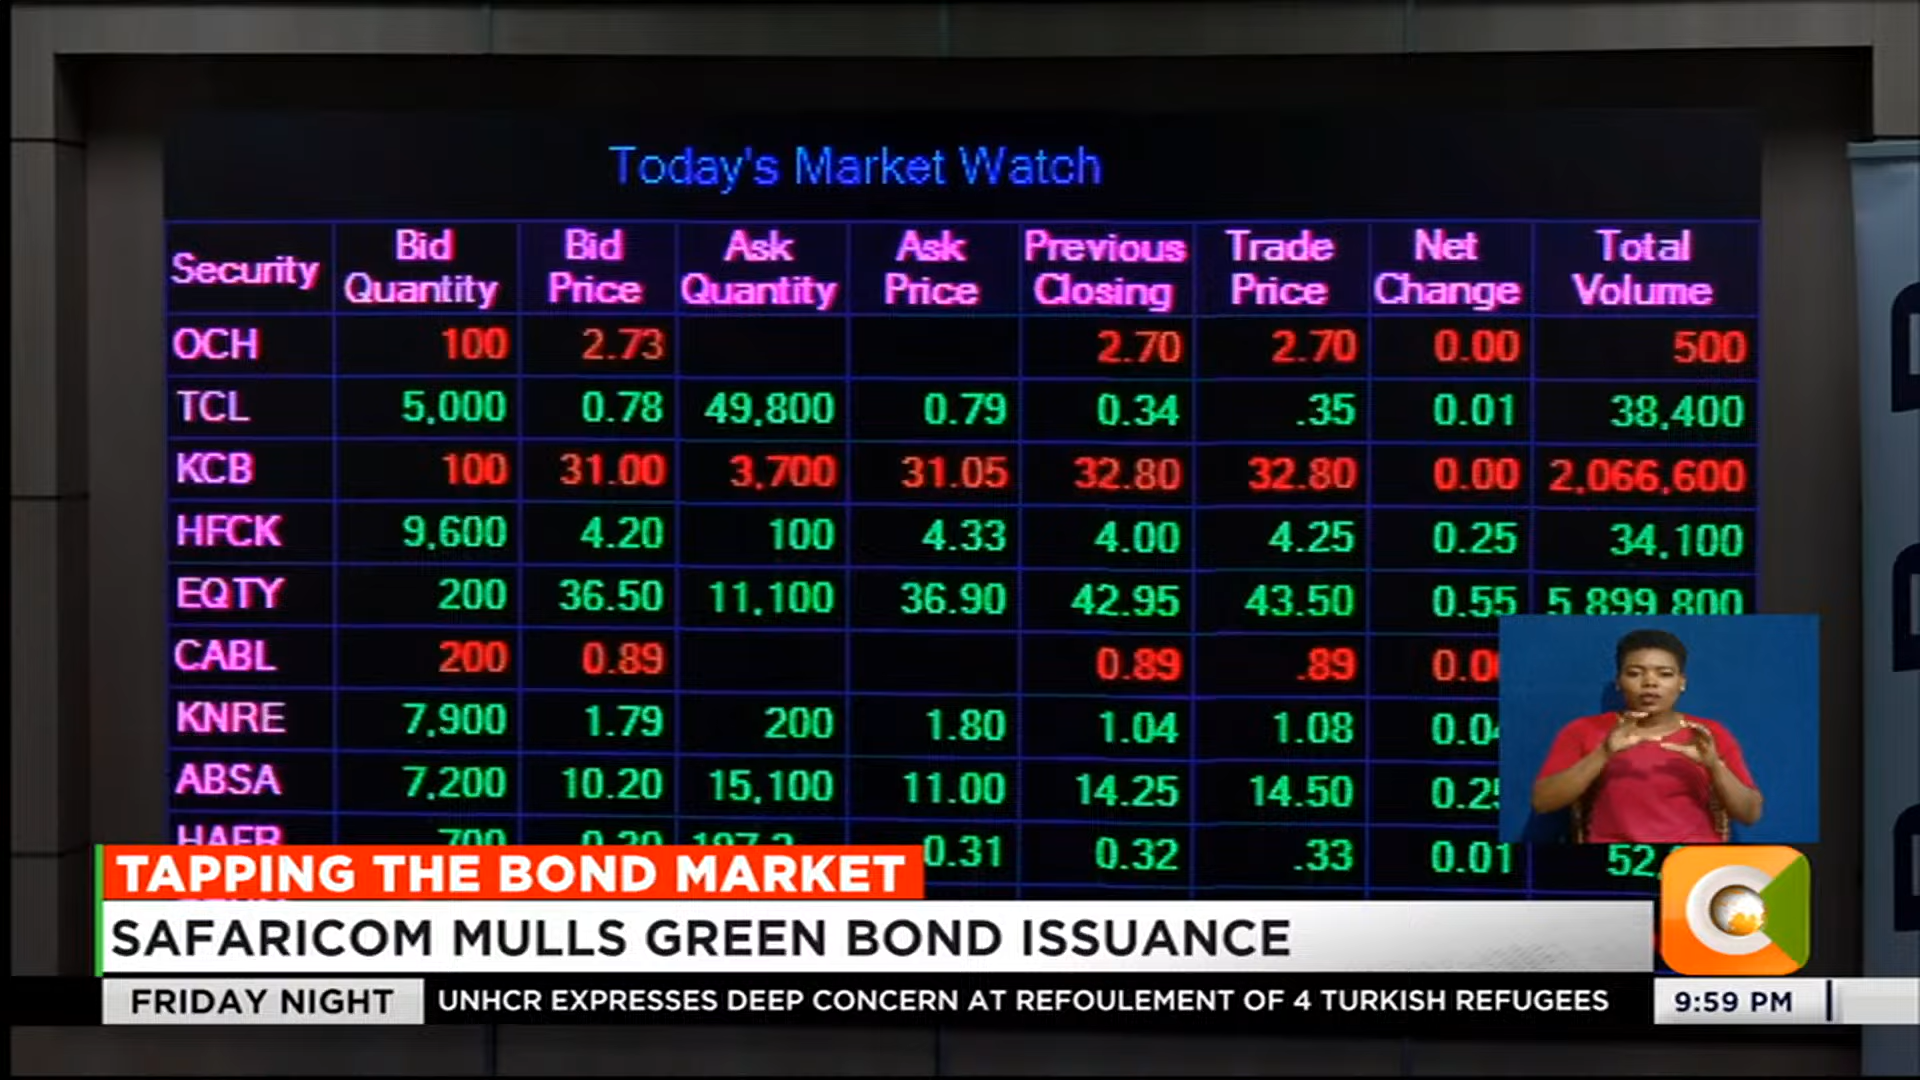 Today's Market Watch
Security Bid Quantity Bid Price Ask Quantity Ask Price Previous Closing Trade Price Net Change Total Volume
OCH 100 2.73 2.70 2.70 0.00 500
TCL 5,000 0.78 49,800 0.79 0.34 .35 0.01 38,400
KCB 100 31.00 3,700 31.05 32.80 32.80 0.00 2,066,600
HFCK 9,600 4.20 100 4.33 4.00 4.25 0.25 34,100
EQTY 200 36.50 11,100 36.90 42.95 43.50 0.55 5,899,800
CABL 200 0.89 0.89 .89
KNRE 7,900 1.79 200 1.80 1.04 1.08
ABSA 7,200 10.20 15,100 11.00 14.25 14.50
HAFR 700 0.31 0.32 .33 0.01
TAPPING THE BOND MARKET
SAFARICOM MULLS GREEN BOND ISSUANCE
FRIDAY NIGHT UNHCR EXPRESSES DEEP CONCERN AT REFOULEMENT OF 4 TURKISH REFUGEES 9:59 PM